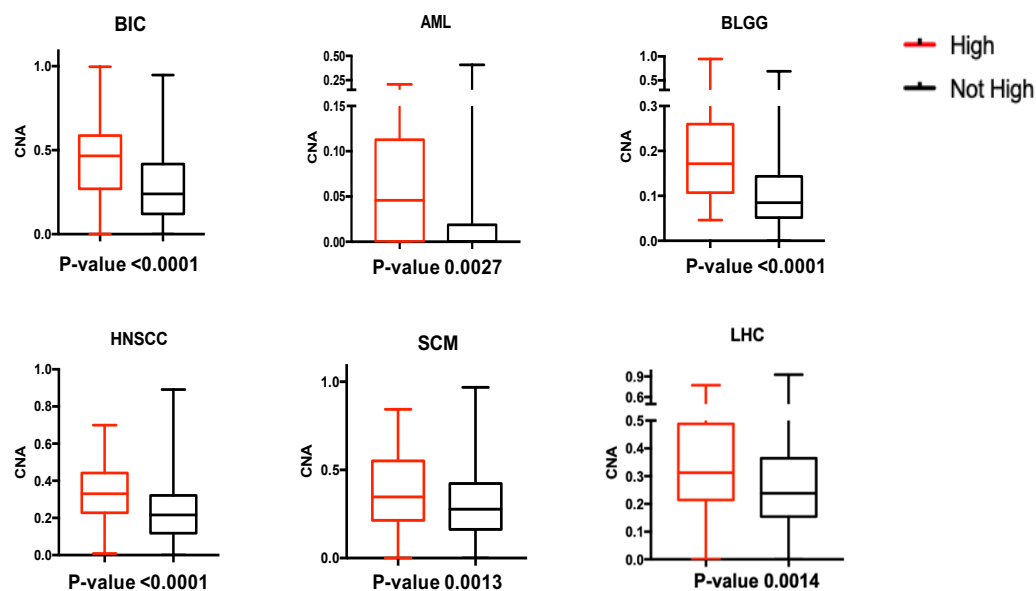 BIC
CNA
1.0
0.5
0.0
P-value <0.0001
AML
CNA
0.50
0.25
0.15
0.10
0.05
0.00
P-value 0.0027
BLGG
CNA
1.0
0.5
0.3
0.2
0.1
0.0
P-value <0.0001
High
Not High
HNSCC
CNA
1.0
0.8
0.6
0.4
0.2
0.0
P-value <0.0001
SCM
CNA
1.0
0.5
0.0
P-value 0.0013
LHC
CNA
0.9
0.6
0.5
0.4
0.3
0.2
0.1
0.0
P-value 0.0014